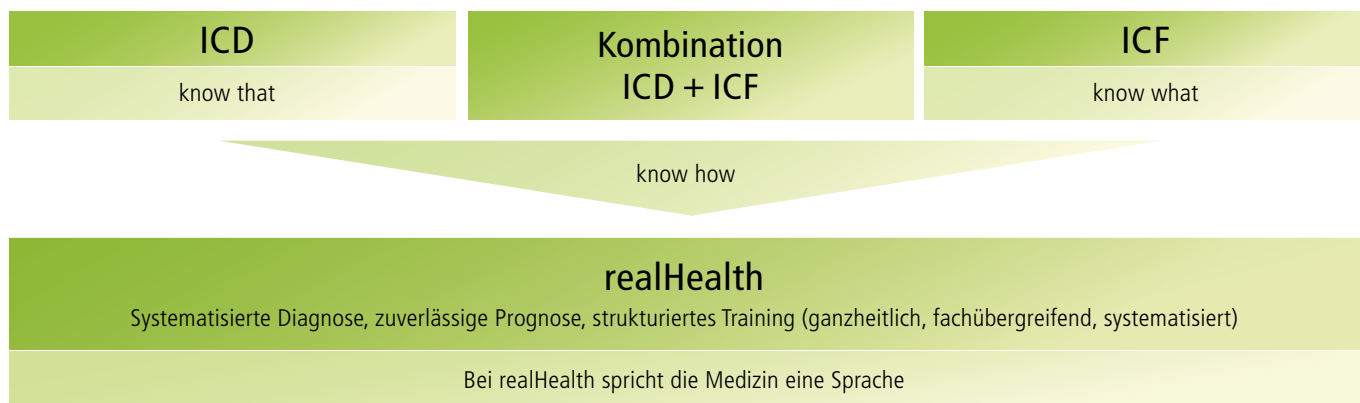 ICD
know that
Kombination
ICD + ICF
ICF
know what
know how
realHealth
Systematisierte Diagnose, zuverlässige Prognose, strukturiertes Training (ganzheitlich, fachübergreifend, systematisiert)
Bei realHealth spricht die Medizin eine Sprache